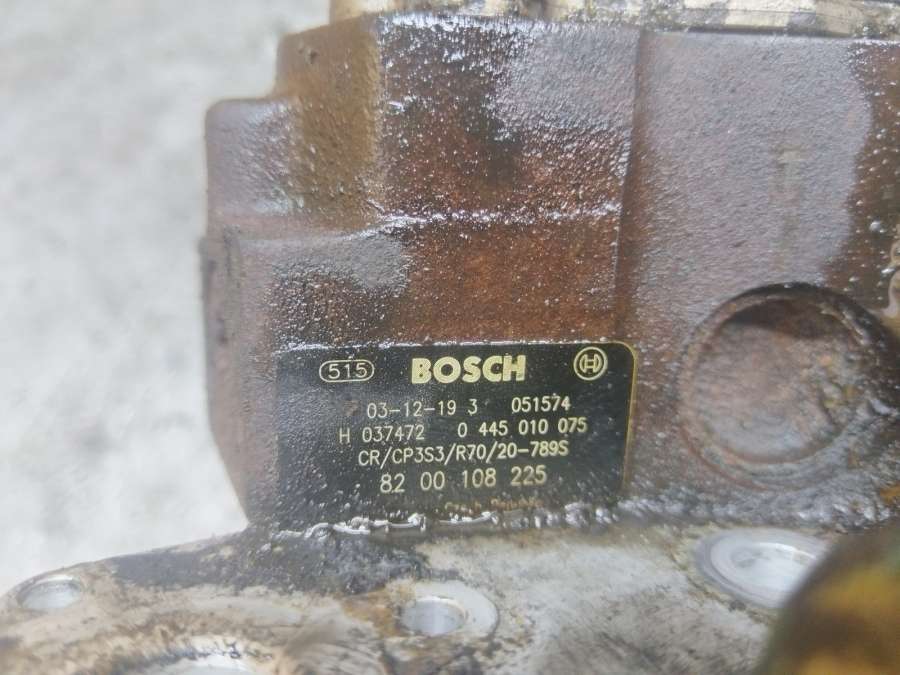 515 BOSCH
03-12-19 3 051574
H 037472 0 445 010 075
CR/CP3S3/R70/20-789S
82 00 108 225